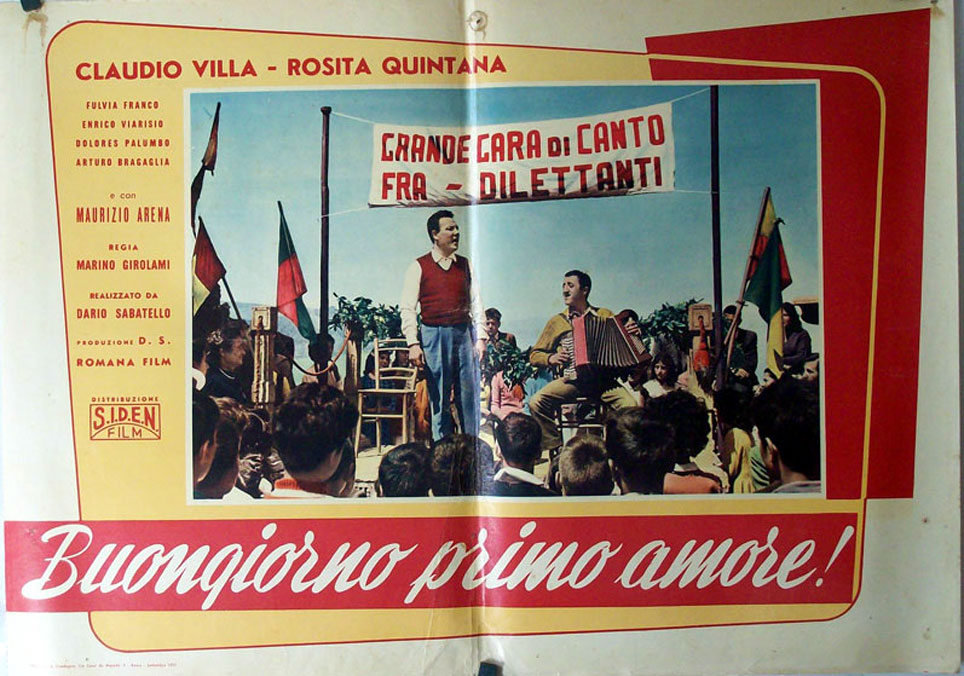 CLAUDIO VILLA - ROSITA QUINTANA
FULVIA FRANCO
ENRICO VIARISIO
DOLORES PALUMBO
ARTURO BRAGAGLIA
e con
MAURIZIO ARENA
REGIA
MARINO GIROLAMI
REALIZZATO DA
DARIO SABATELLO
PRODUZIONE D. S.
ROMANA FILM
DISTRIBUZIONE
S.I.D.E.N.
FILM
GRANDE GARA DI CANTO
FRA - DILETTANTI
Buongiorno primo amore!